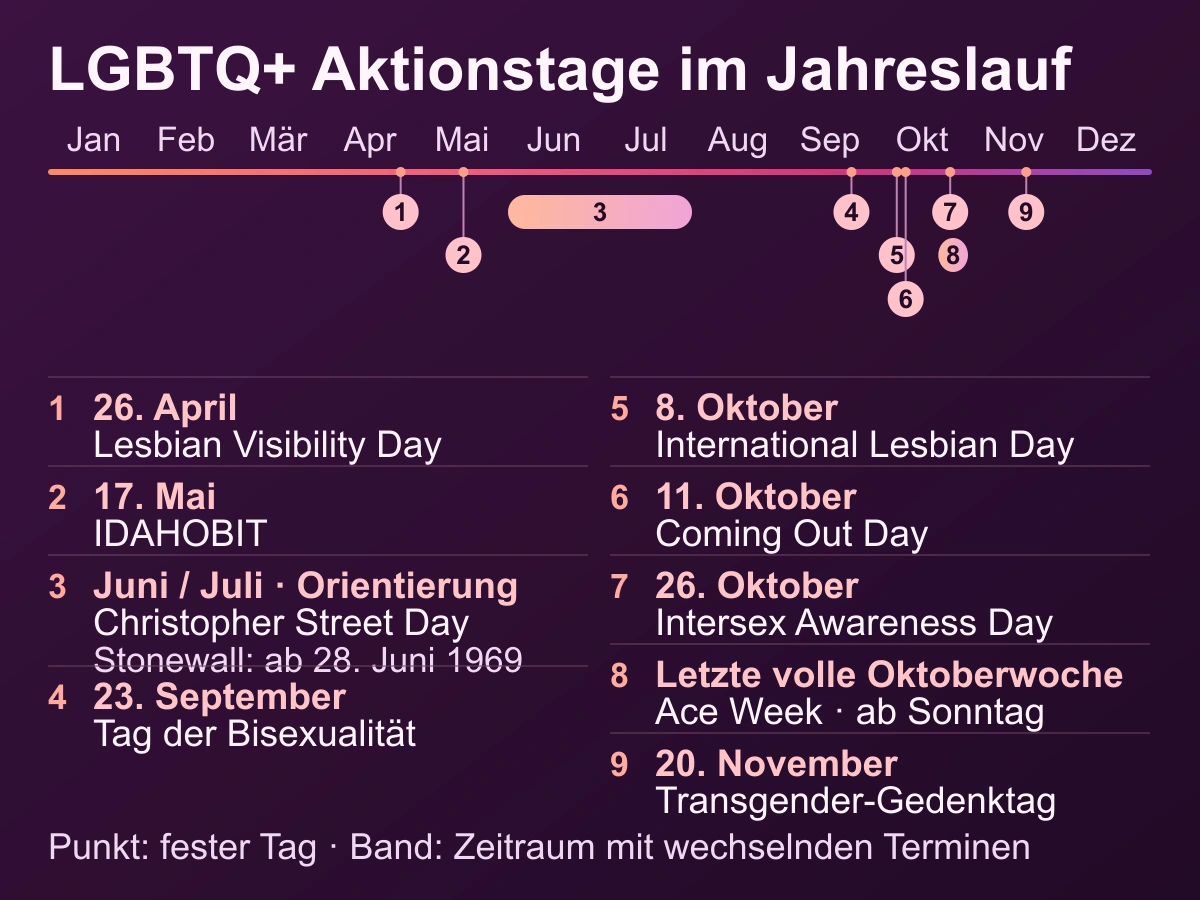 LGBTQ+ Aktionstage im Jahreslauf
Jan Feb Mär Apr Mai Jun Jul Aug Sep Okt Nov Dez
1 3 4 7 9
2 5 8
6
1 26. April
Lesbian Visibility Day
2 17. Mai
IDAHOBIT
3 Juni / Juli · Orientierung
Christopher Street Day
Stonewall: ab 28. Juni 1969
4 23. September
Tag der Bisexualität
5 8. Oktober
International Lesbian Day
6 11. Oktober
Coming Out Day
7 26. Oktober
Intersex Awareness Day
8 Letzte volle Oktoberwoche
Ace Week · ab Sonntag
9 20. November
Transgender-Gedenktag
Punkt: fester Tag · Band: Zeitraum mit wechselnden Terminen